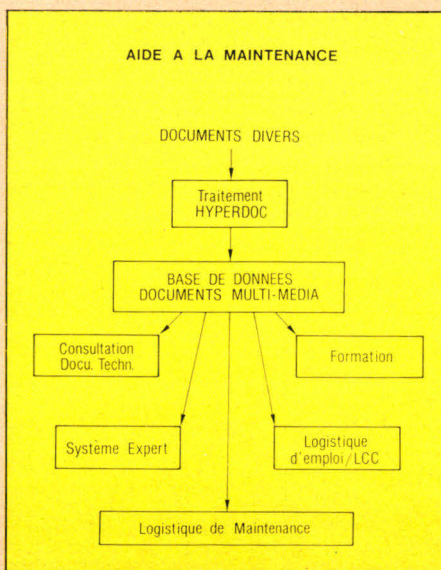 AIDE A LA MAINTENANCE
DOCUMENTS DIVERS
Traitement
HYPERDOC
BASE DE DONNEES
DOCUMENTS MULTI-MEDIA
Consultation
Docu. Techn.
Formation
Système Expert
Logistique
d'emploi/LCC
Logistique de Maintenance